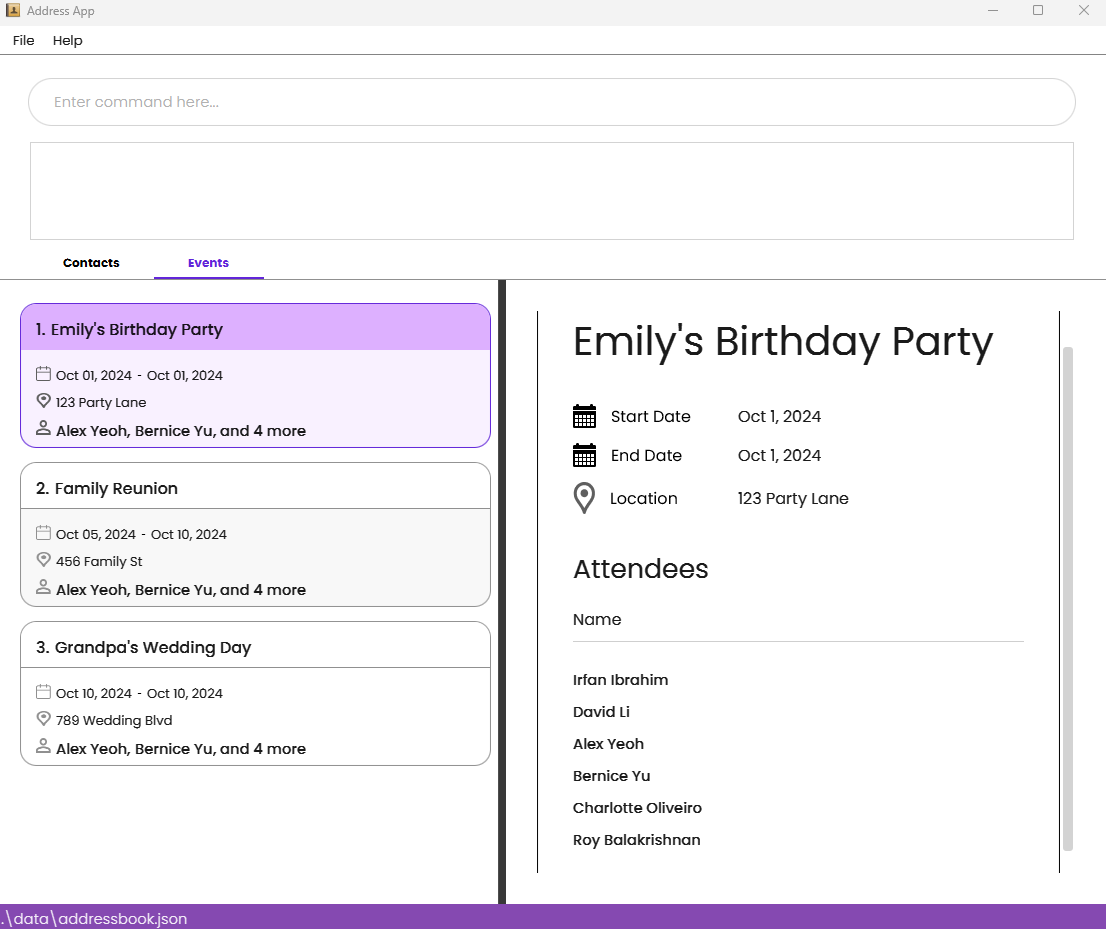 Address App
File Help
Enter command here...
Contacts Events
1. Emily's Birthday Party
Oct 01, 2024 - Oct 01, 2024
123 Party Lane
Alex Yeoh, Bernice Yu, and 4 more
2. Family Reunion
Oct 05, 2024 - Oct 10, 2024
456 Family St
Alex Yeoh, Bernice Yu, and 4 more
3. Grandpa's Wedding Day
Oct 10, 2024 - Oct 10, 2024
789 Wedding Blvd
Alex Yeoh, Bernice Yu, and 4 more
Emily's Birthday Party
Start Date Oct 1, 2024
End Date Oct 1, 2024
Location 123 Party Lane
Attendees
Name
Irfan Ibrahim
David Li
Alex Yeoh
Bernice Yu
Charlotte Oliveiro
Roy Balakrishnan
.\data\addressbook.json